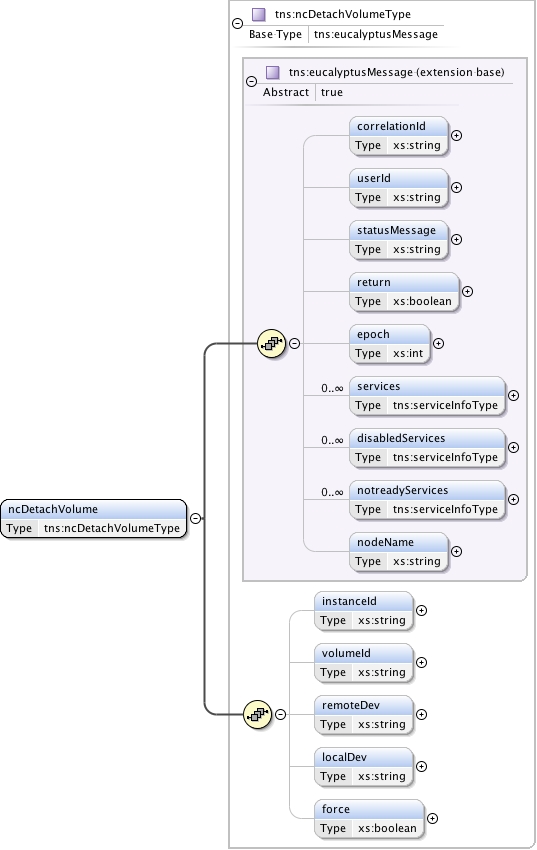 tns:ncDetachVolumeType
Base Type tns:eucalyptusMessage
tns:eucalyptusMessage (extension base)
Abstract true
correlationId
Type xs:string
userId
Type xs:string
statusMessage
Type xs:string
return
Type xs:boolean
epoch
Type xs:int
0..∞ services
Type tns:serviceInfoType
0..∞ disabledServices
Type tns:serviceInfoType
0..∞ notreadyServices
Type tns:serviceInfoType
nodeName
Type xs:string
ncDetachVolume
Type tns:ncDetachVolumeType
instanceId
Type xs:string
volumeId
Type xs:string
remoteDev
Type xs:string
localDev
Type xs:string
force
Type xs:boolean